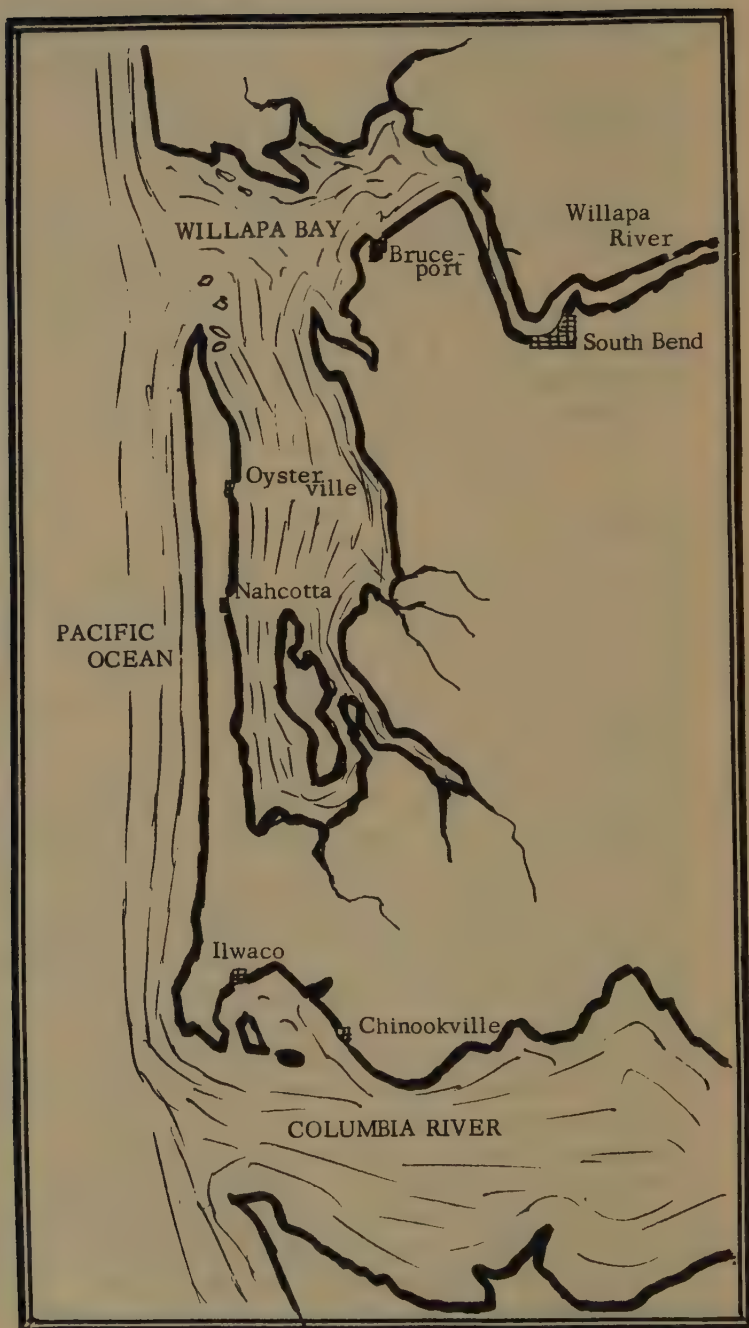 WILLAPA BAY
Willapa
River
Bruce-
port
South Bend
Oyster
ville
Nahcotta
PACIFIC
OCEAN
Ilwaco
Chinookville
COLUMBIA RIVER